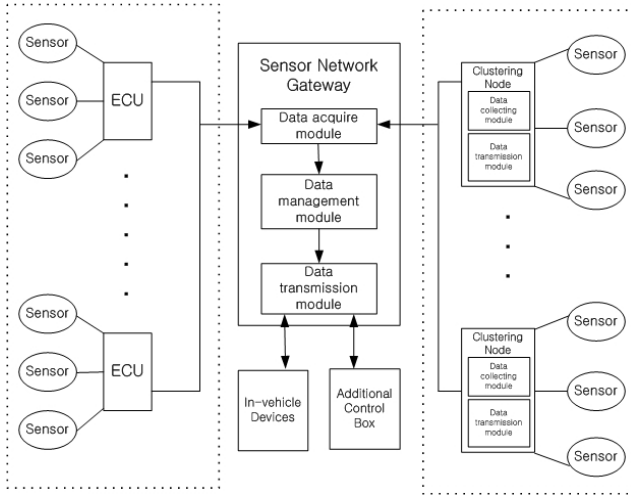 Sensor
Sensor
Sensor
ECU
Sensor
Sensor
Sensor
ECU
Sensor Network
Gateway
Data acquire
module
Data
management
module
Data
transmission
module
In-vehicle
Devices
Additional
Control
Box
Clustering
Node
Data
collecting
module
Data
transmission
module
Sensor
Sensor
Sensor
Clustering
Node
Data
collecting
module
Data
transmission
module
Sensor
Sensor
Sensor